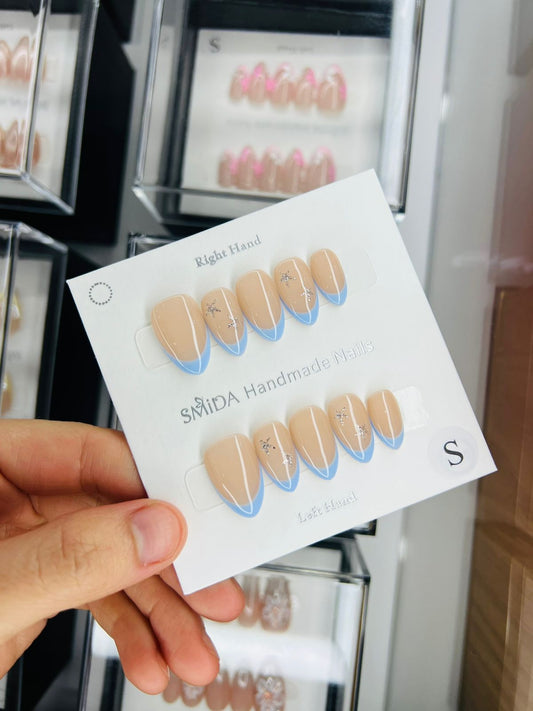 S
Right Hand
SMiDA Handmade Nails
S
Left Hand